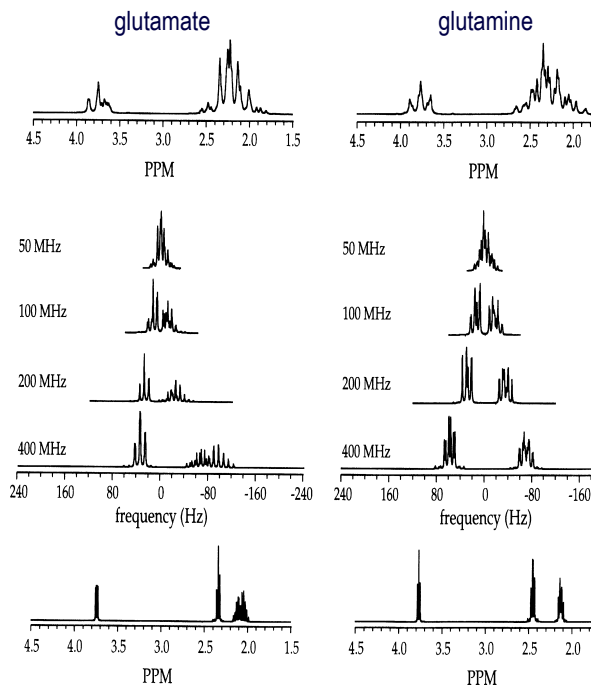 glutamate glutamine
4.5 4.0 3.5 3.0 2.5 2.0 1.5 4.5 4.0 3.5 3.0 2.5 2.0
PPM PPM
50 MHz 50 MHz
100 MHz 100 MHz
200 MHz 200 MHz
400 MHz 400 MHz
240 160 80 0 -80 -160 -240 240 160 80 0 -80 -160
frequency (Hz) frequency (Hz)
4.5 4.0 3.5 3.0 2.5 2.0 1.5 4.5 4.0 3.5 3.0 2.5 2.0
PPM PPM